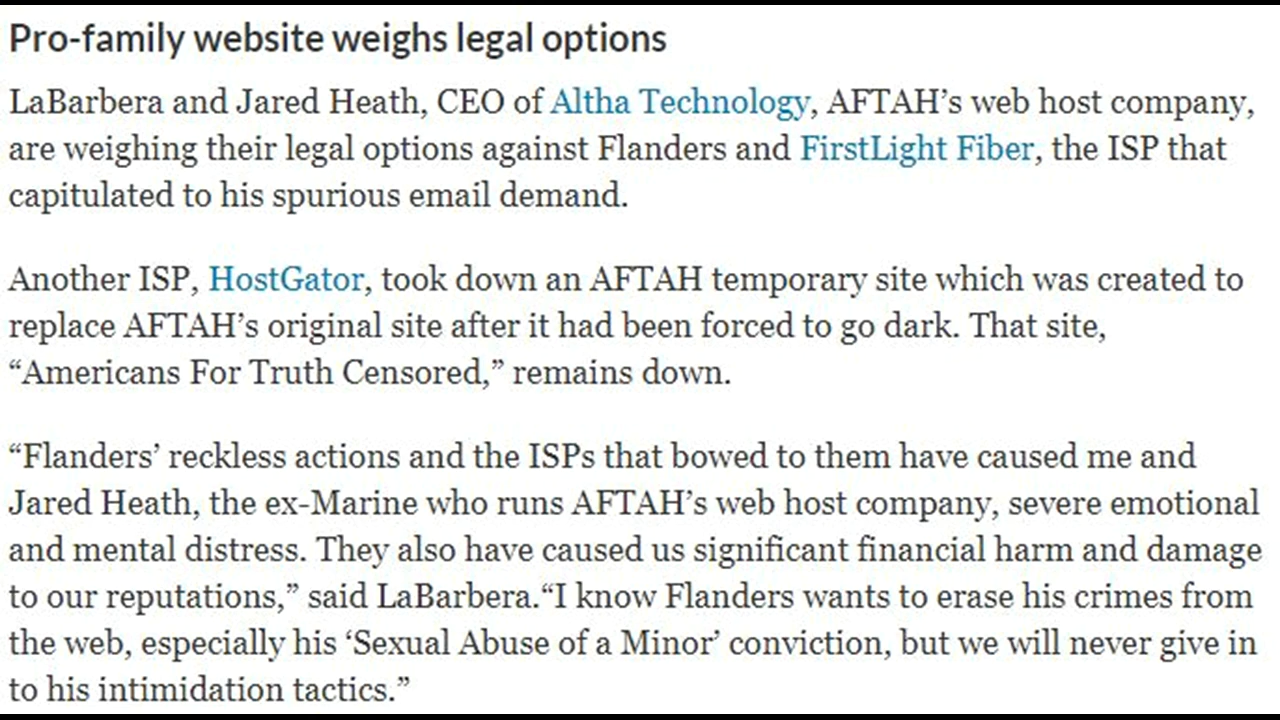 Pro-family website weighs legal options
LaBarbera and Jared Heath, CEO of Altha Technology, AFTAH’s web host company,
are weighing their legal options against Flanders and FirstLight Fiber, the ISP that
capitulated to his spurious email demand.
Another ISP, HostGator, took down an AFTAH temporary site which was created to
replace AFTAH’s original site after it had been forced to go dark. That site,
“Americans For Truth Censored,” remains down.
“Flanders’ reckless actions and the ISPs that bowed to them have caused me and
Jared Heath, the ex-Marine who runs AFTAH’s web host company, severe emotional
and mental distress. They also have caused us significant financial harm and damage
to our reputations,” said LaBarbera.“I know Flanders wants to erase his crimes from
the web, especially his ‘Sexual Abuse of a Minor’ conviction, but we will never give in
to his intimidation tactics.”